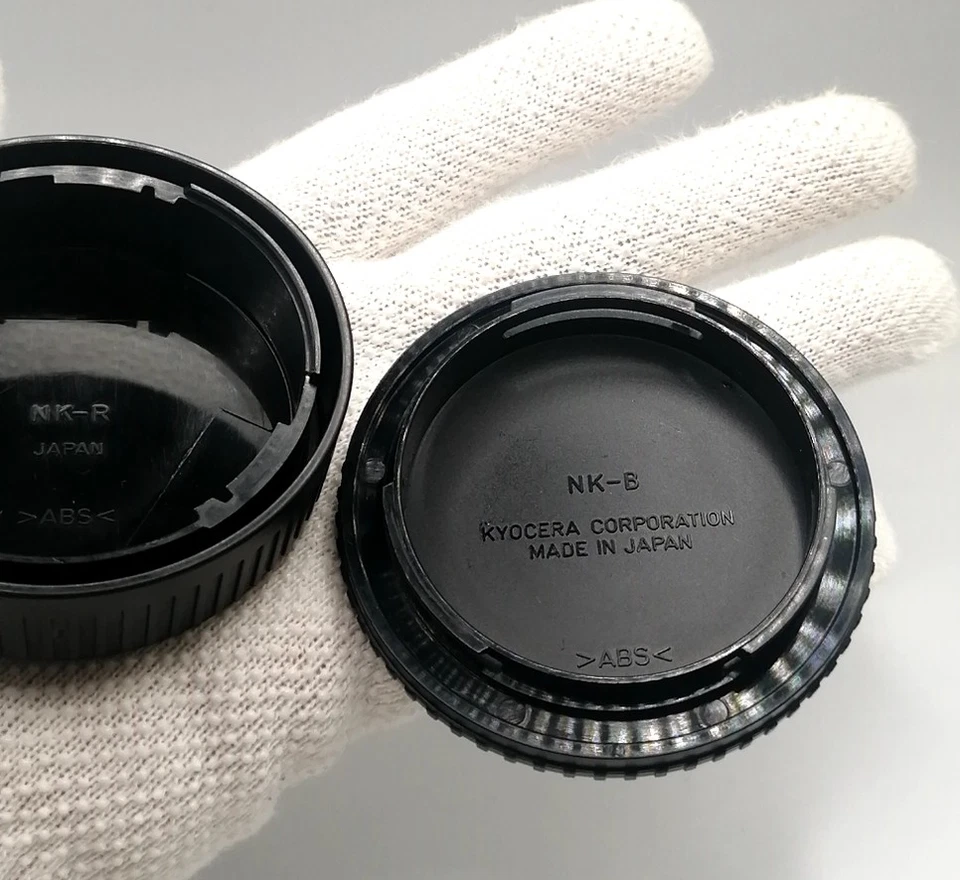 NK-R
JAPAN
>ABS<
NK-B
KYOCERA CORPORATION
MADE IN JAPAN
>ABS<